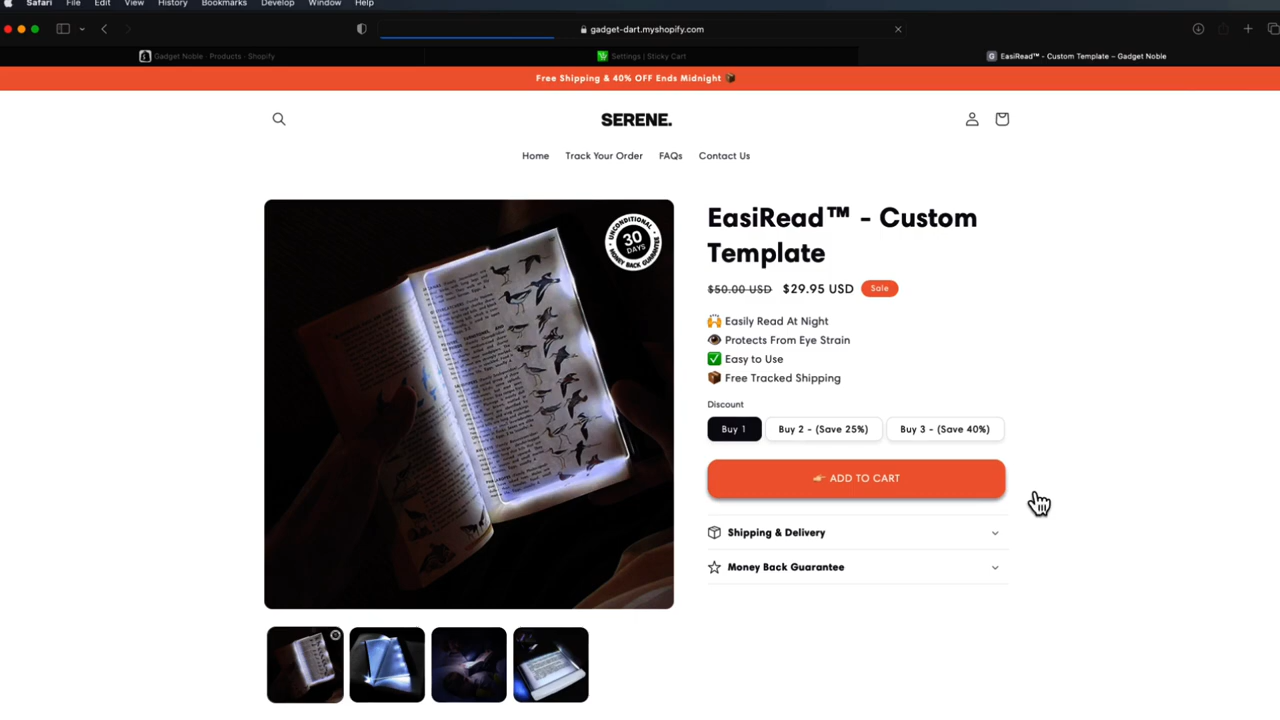 Safari File Edit View History Bookmarks Develop Window Help
gadget-dart.myshopify.com
Gadget Noble · Products · Shopify
Settings | Sticky Cart
G EasiRead™ - Custom Template – Gadget Noble
Free Shipping & 40% OFF Ends Midnight 📦
SERENE.
Home Track Your Order FAQs Contact Us
UNCONDITIONAL
30
DAYS
MONEY BACK GUARANTEE
EasiRead™ - Custom
Template
$50.00 USD $29.95 USD Sale
🙌 Easily Read At Night
👁 Protects From Eye Strain
✅ Easy to Use
📦 Free Tracked Shipping
Discount
Buy 1 Buy 2 - (Save 25%) Buy 3 - (Save 40%)
👉 ADD TO CART
Shipping & Delivery
Money Back Guarantee